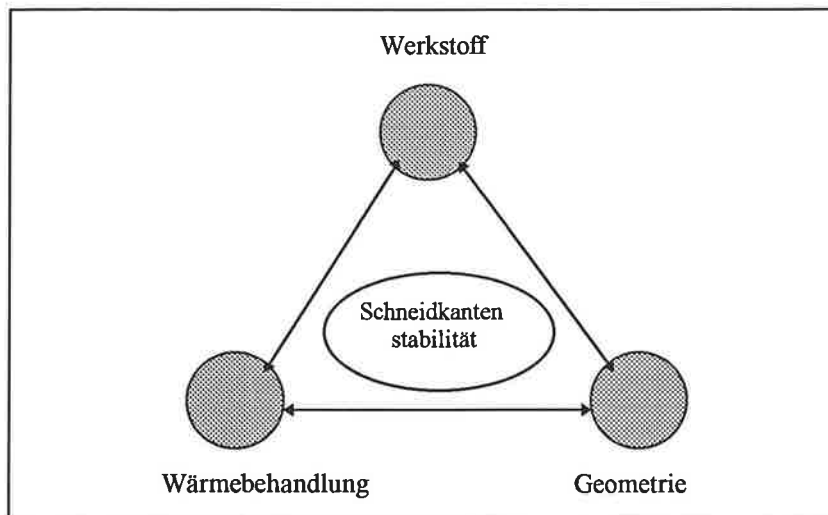 Werkstoff
Schneidkanten
stabilität
Wärmebehandlung
Geometrie